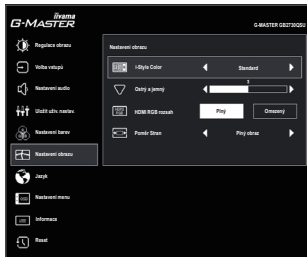 iiyama
G-MASTER
G-MASTER GB2730QSU
Regulace obrazu
Volba vstupů
Nastavení audio
Uložit uživ. nastav.
Nastavení barev
Nastavení obrazu
Jazyk
Nastavení menu
Informace
Reset
Nastavení obrazu
i-Style Color
Standard
Ostrý a jemný
3
HDMI RGB rozsah
Plný
Omezený
Poměr Stran
Plný obraz